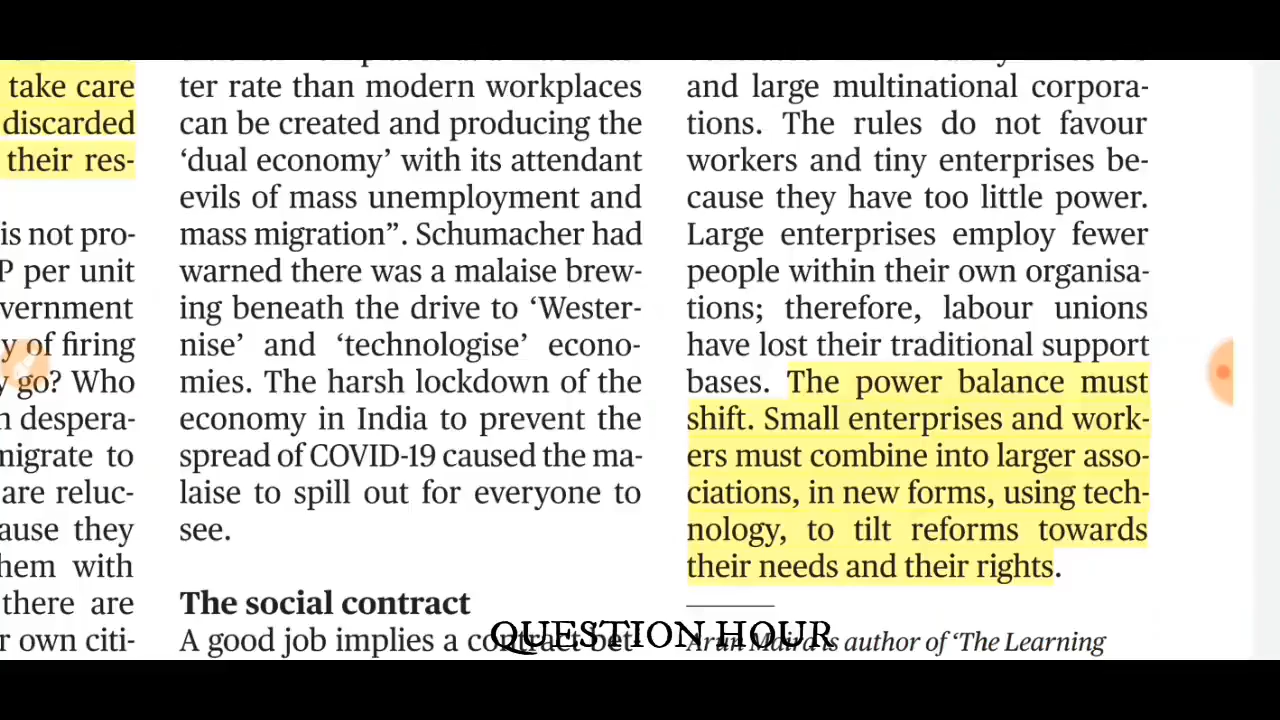 take care
discarded
their res-
is not pro-
P per unit
vernment
y of firing
go? Who
despera-
migrate to
are reluc-
ause they
hem with
there are
r own citi-
ter rate than modern workplaces
can be created and producing the
‘dual economy’ with its attendant
evils of mass unemployment and
mass migration”. Schumacher had
warned there was a malaise brew-
ing beneath the drive to ‘Wester-
nise’ and ‘technologise’ econo-
mies. The harsh lockdown of the
economy in India to prevent the
spread of COVID-19 caused the ma-
laise to spill out for everyone to
see.
The social contract
A good job implies a contract bet-
and large multinational corpora-
tions. The rules do not favour
workers and tiny enterprises be-
cause they have too little power.
Large enterprises employ fewer
people within their own organisa-
tions; therefore, labour unions
have lost their traditional support
bases. The power balance must
shift. Small enterprises and work-
ers must combine into larger asso-
ciations, in new forms, using tech-
nology, to tilt reforms towards
their needs and their rights.
Arun Maira is author of ‘The Learning
QUESTION HOUR